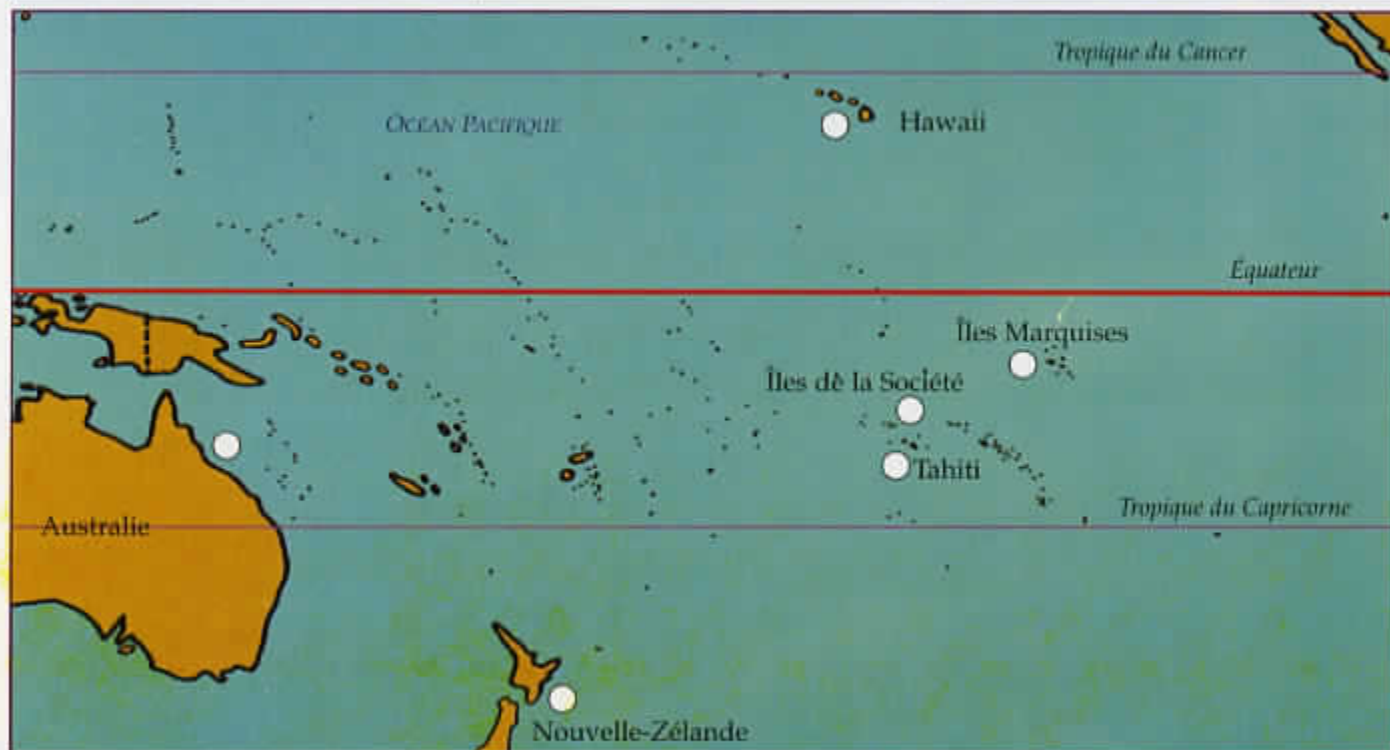 Tropique du Cancer
OCÉAN PACIFIQUE
Hawaii
Équateur
Îles Marquises
Îles de la Société
Tahiti
Tropique du Capricorne
Australie
Nouvelle-Zélande